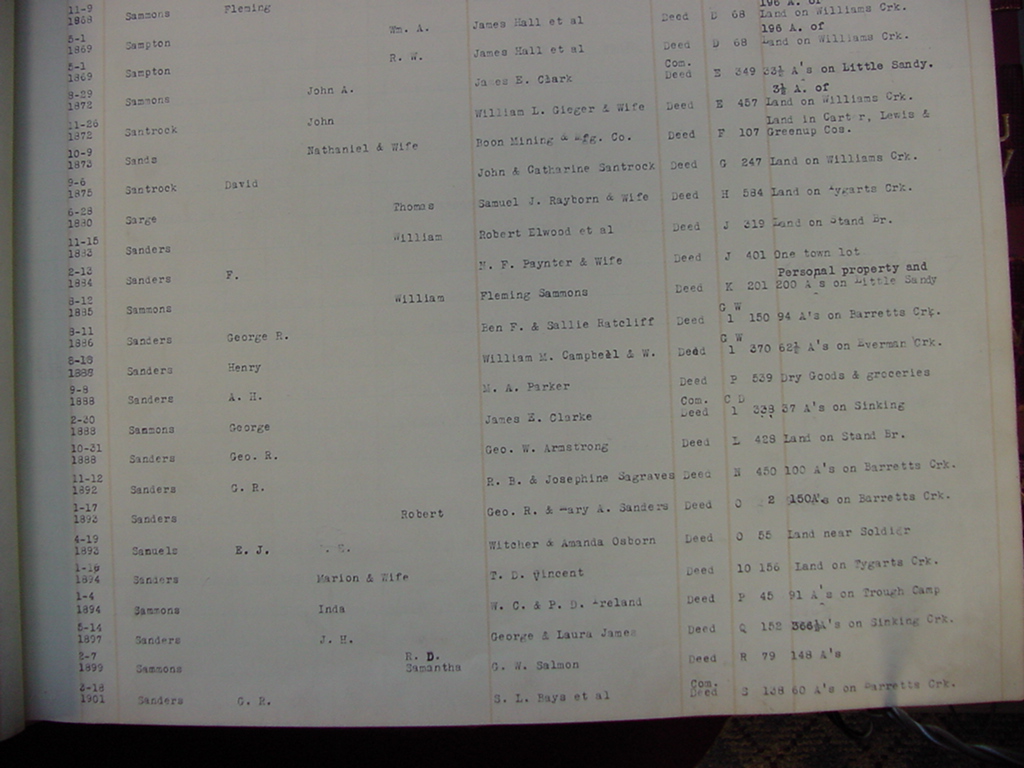 11-9 196 A. of
1868 Sammons Fleming James Hall et al Deed D 68 Land on Williams Crk.
5-1 Wm. A. 196 A. of
1869 Sampton James Hall et al Deed D 68 Land on Williams Crk.
5-1 R. W. Com.
1869 Sampton James E. Clark Deed E 349 33½ A's on Little Sandy.
8-29 John A. 3½ A. of
1872 Sammons William L. Gieger & Wife Deed E 457 Land on Williams Crk.
11-26 John Land in Carter, Lewis &
1872 Santrock Boon Mining & Mfg. Co. Deed F 107 Greenup Cos.
10-9 Nathaniel & Wife
1873 Sands John & Catharine Santrock Deed G 247 Land on Williams Crk.
9-6
1875 Santrock David Samuel J. Rayborn & Wife Deed H 584 Land on Tygarts Crk.
6-28 Thomas
1880 Sarge Robert Elwood et al Deed J 319 Land on Stand Br.
11-15 William
1883 Sanders N. F. Paynter & Wife Deed J 401 One town lot
2-13 Personal property and
1884 Sanders F. Fleming Sammons Deed K 201 200 A's on Little Sandy
8-12 William G W
1885 Sammons Ben F. & Sallie Ratcliff Deed 1 150 94 A's on Barretts Crk.
8-11 G W
1886 Sanders George R. William M. Campbell & W. Deed 1 370 62½ A's on Everman Crk.
1888 Sanders Henry M. A. Parker Deed P 539 Dry Goods & groceries
9-8 Com. C D
1888 Sanders A. H. James E. Clarke Deed 1 338 37 A's on Sinking
2-30
1888 Sammons George Geo. W. Armstrong Deed L 428 Land on Stand Br.
10-31
1888 Sanders Geo. R. R. B. & Josephine Sagraves Deed N 450 100 A's on Barretts Crk.
11-12
1892 Sanders G. R. Geo. R. & Mary A. Sanders Deed O 2 150A's on Barretts Crk.
1-17 Robert
1893 Sanders Witcher & Amanda Osborn Deed O 55 Land near Soldier
4-19
1893 Samuels E. J. T. D. Vincent Deed 10 156 Land on Tygarts Crk.
1-16 Marion & Wife
1894 Sanders W. C. & P. D. Ireland Deed P 45 91 A's on Trough Camp
1-4
1894 Sammons Inda George & Laura James Deed Q 152 366½A's on Sinking Crk.
5-14
1897 Sanders J. H. G. W. Salmon Deed R 79 148 A's
2-7 R. D.
1899 Sammons Samantha
3-18 Com.
1901 Sanders G. R. S. L. Bays et al Deed S 138 60 A's on Barretts Crk.